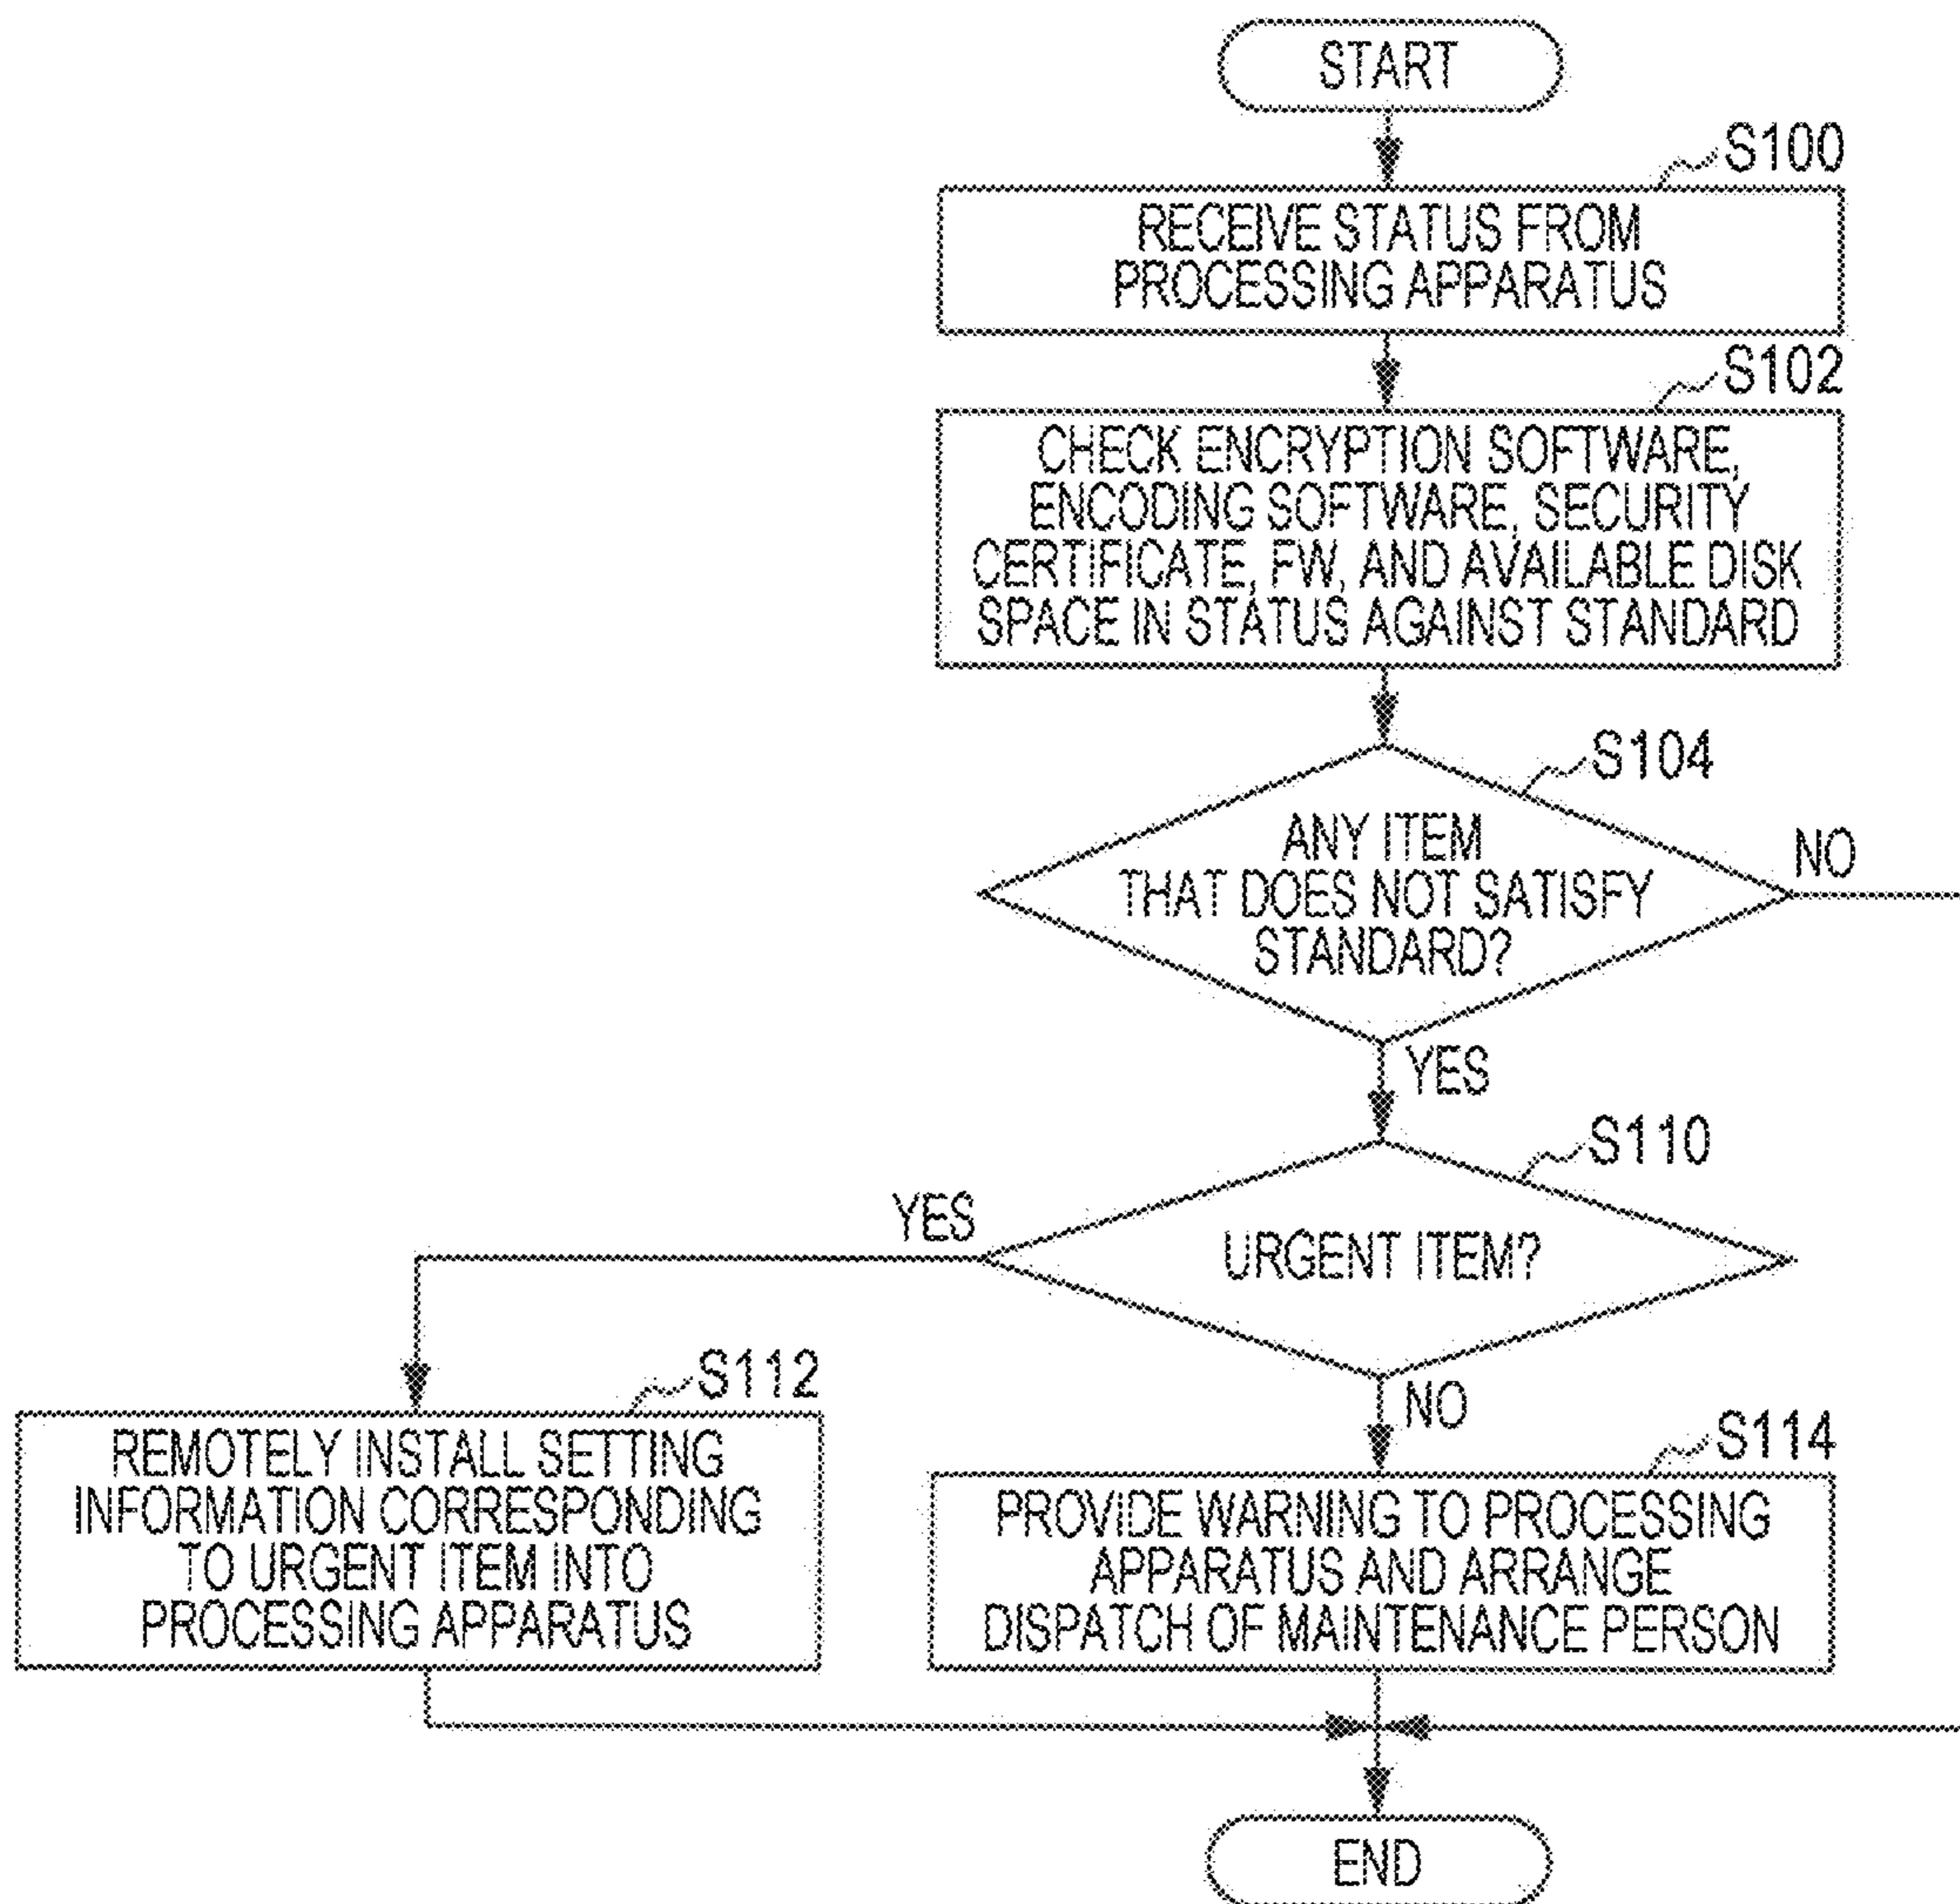 START
S100
RECEIVE STATUS FROM
PROCESSING APPARATUS
S102
CHECK ENCRYPTION SOFTWARE,
ENCODING SOFTWARE, SECURITY
CERTIFICATE, FW, AND AVAILABLE DISK
SPACE IN STATUS AGAINST STANDARD
S104
ANY ITEM
THAT DOES NOT SATISFY
STANDARD?
NO
YES
S110
URGENT ITEM?
YES
NO
S112
REMOTELY INSTALL SETTING
INFORMATION CORRESPONDING
TO URGENT ITEM INTO
PROCESSING APPARATUS
S114
PROVIDE WARNING TO PROCESSING
APPARATUS AND ARRANGE
DISPATCH OF MAINTENANCE PERSON
END